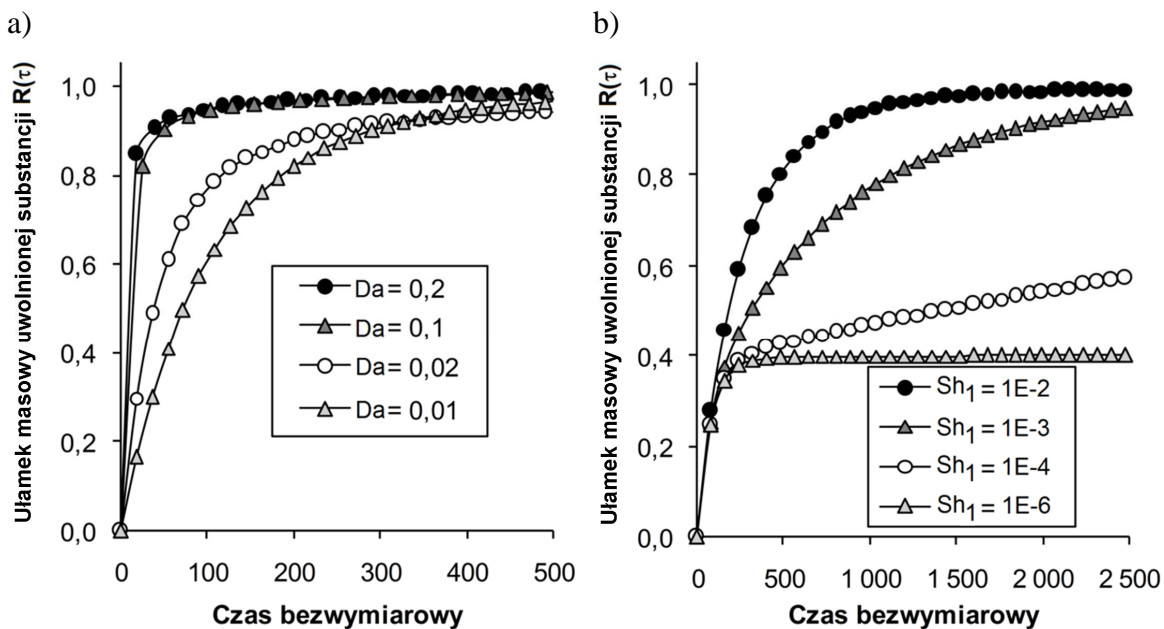 a)
Ułamek masowy uwolnionej substancji R(τ)
1,0
0,8
0,6
0,4
0,2
0,0
Da= 0,2
Da= 0,1
Da= 0,02
Da= 0,01
0 100 200 300 400 500
Czas bezwymiarowy
b)
Ułamek masowy uwolnionej substancji R(τ)
1,0
0,8
0,6
0,4
0,2
0,0
Sh1 = 1E-2
Sh1 = 1E-3
Sh1 = 1E-4
Sh1 = 1E-6
0 500 1 000 1 500 2 000 2 500
Czas bezwymiarowy